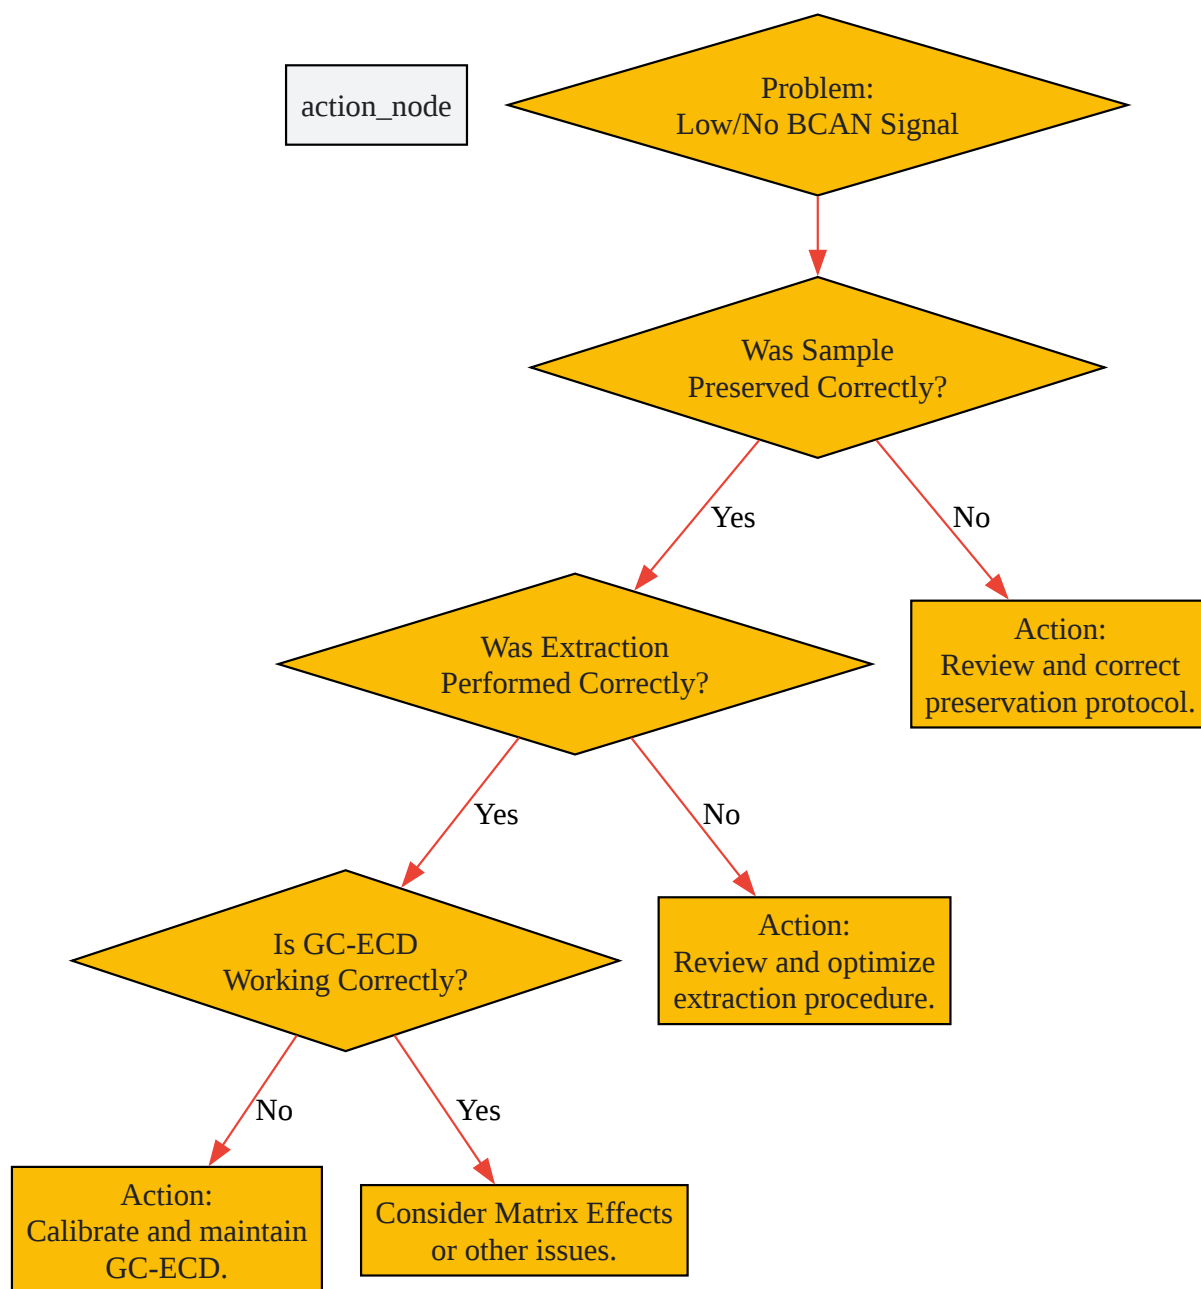 action_node
Problem:
Low/No BCAN Signal
Was Sample
Preserved Correctly?
Yes
No
Was Extraction
Performed Correctly?
Action:
Review and correct
preservation protocol.
Yes
No
Is GC-ECD
Working Correctly?
Action:
Review and optimize
extraction procedure.
No
Yes
Action:
Calibrate and maintain
GC-ECD.
Consider Matrix Effects
or other issues.